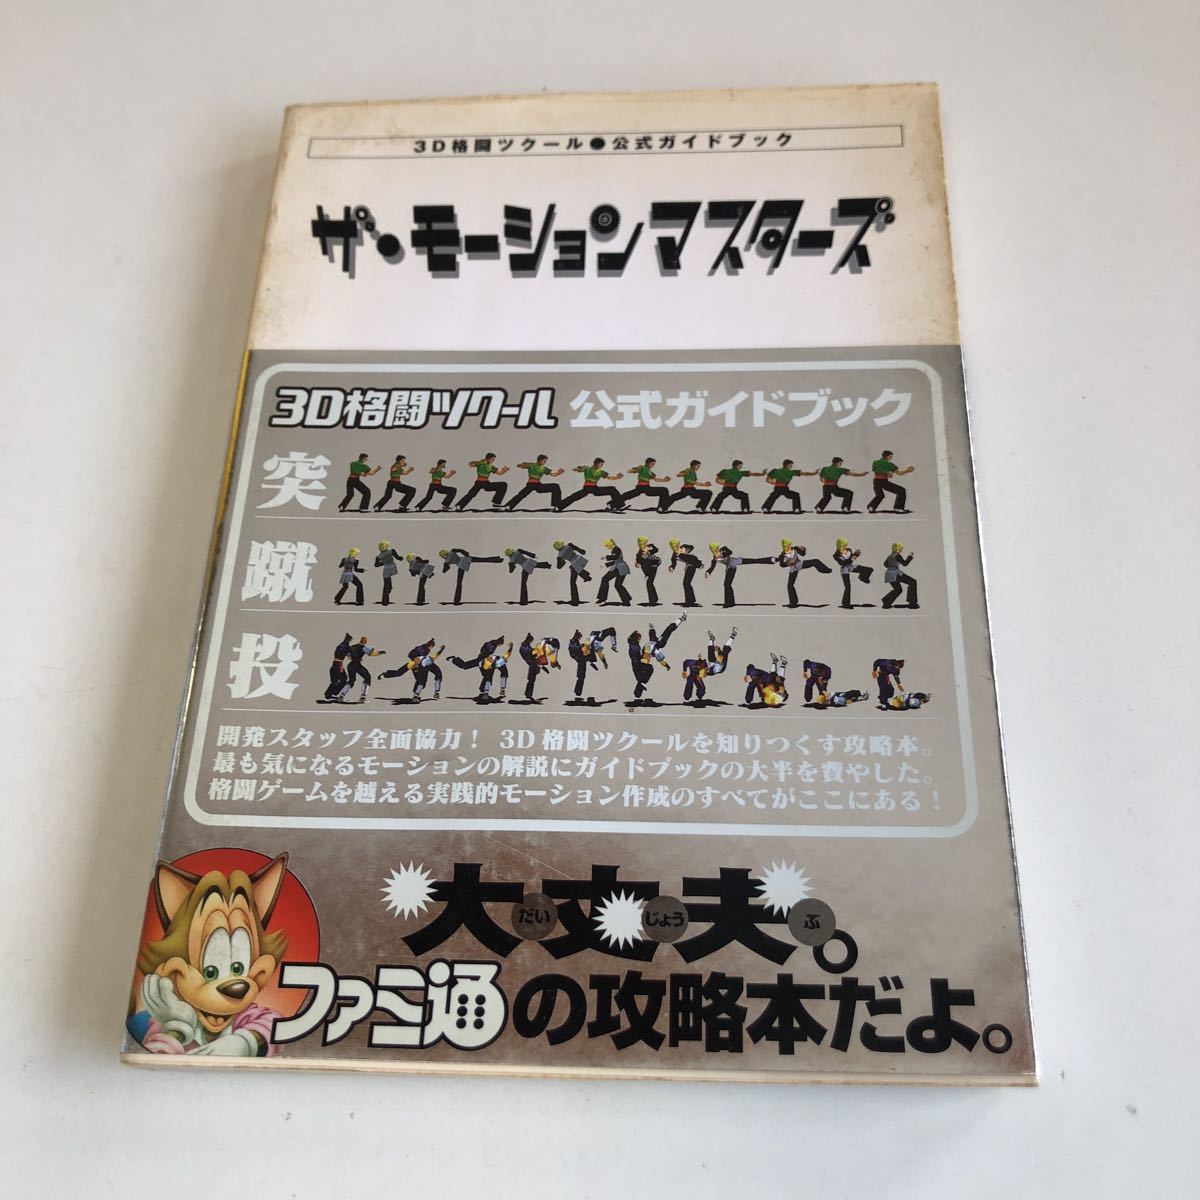 3D格闘ツクール●公式ガイドブック
ザ・モーションマスターズ
3D格闘ツクール 公式ガイドブック
突
蹴
投
開発スタッフ全面協力! 3D格闘ツクールを知りつくす攻略本。
最も気になるモーションの解説にガイドブックの大半を費やした。
格闘ゲームを越える実践的モーション作成のすべてがここにある!
大丈夫。
だい じょう ぶ
ファミ通の攻略本だよ。